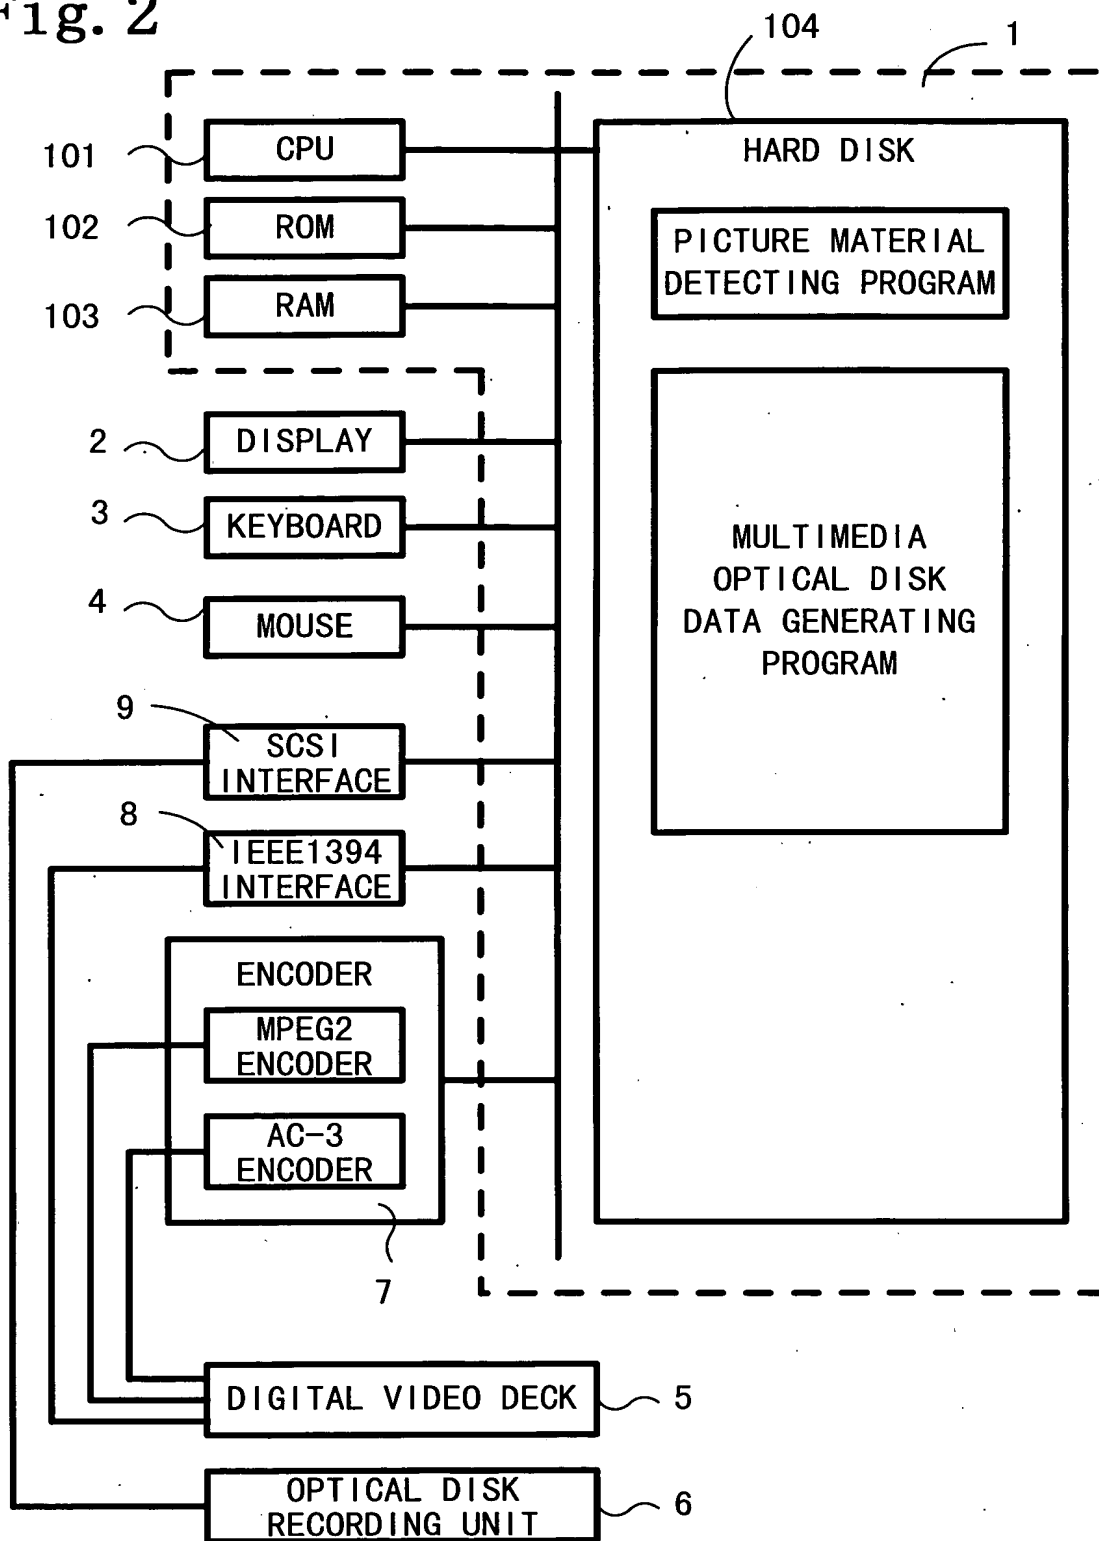 Fig. 2
104
1
101
CPU
HARD DISK
102
ROM
PICTURE MATERIAL
DETECTING PROGRAM
103
RAM
2
DISPLAY
3
KEYBOARD
MULTIMEDIA
OPTICAL DISK
DATA GENERATING
PROGRAM
4
MOUSE
9
SCSI
INTERFACE
8
IEEE1394
INTERFACE
ENCODER
MPEG2
ENCODER
AC-3
ENCODER
7
DIGITAL VIDEO DECK
5
OPTICAL DISK
RECORDING UNIT
6